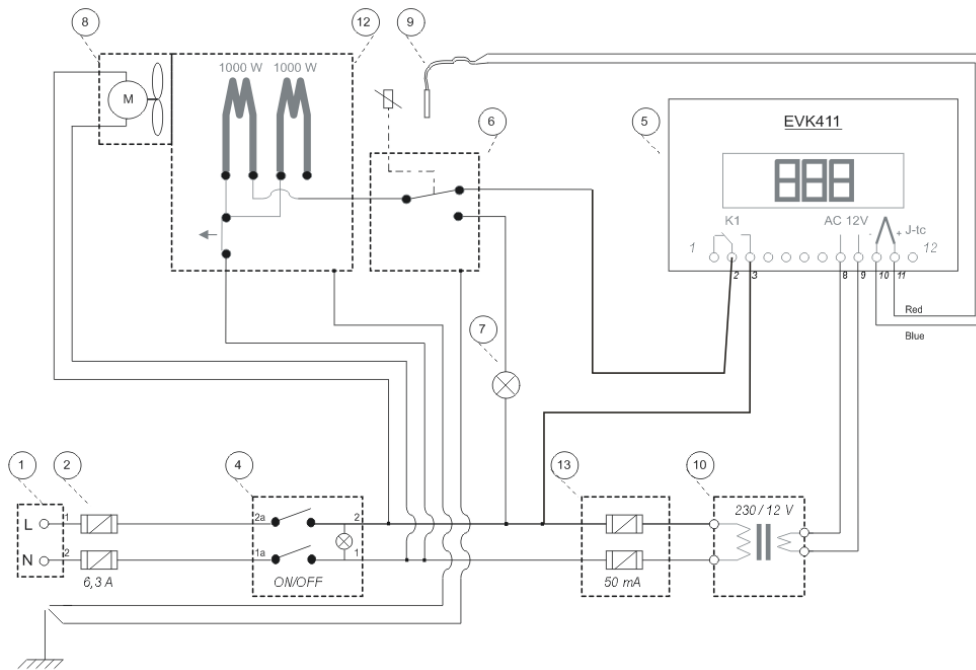 8
12
9
1000 W 1000 W
M
6
5
EVK411
K1
AC 12V
- + J-tc
1
12
2 3 8 9 10 11
Red
Blue
7
1
2
4
13
10
L 1
2a 2
230 / 12 V
N 2
1a 1
6,3 A
ON/OFF
50 mA